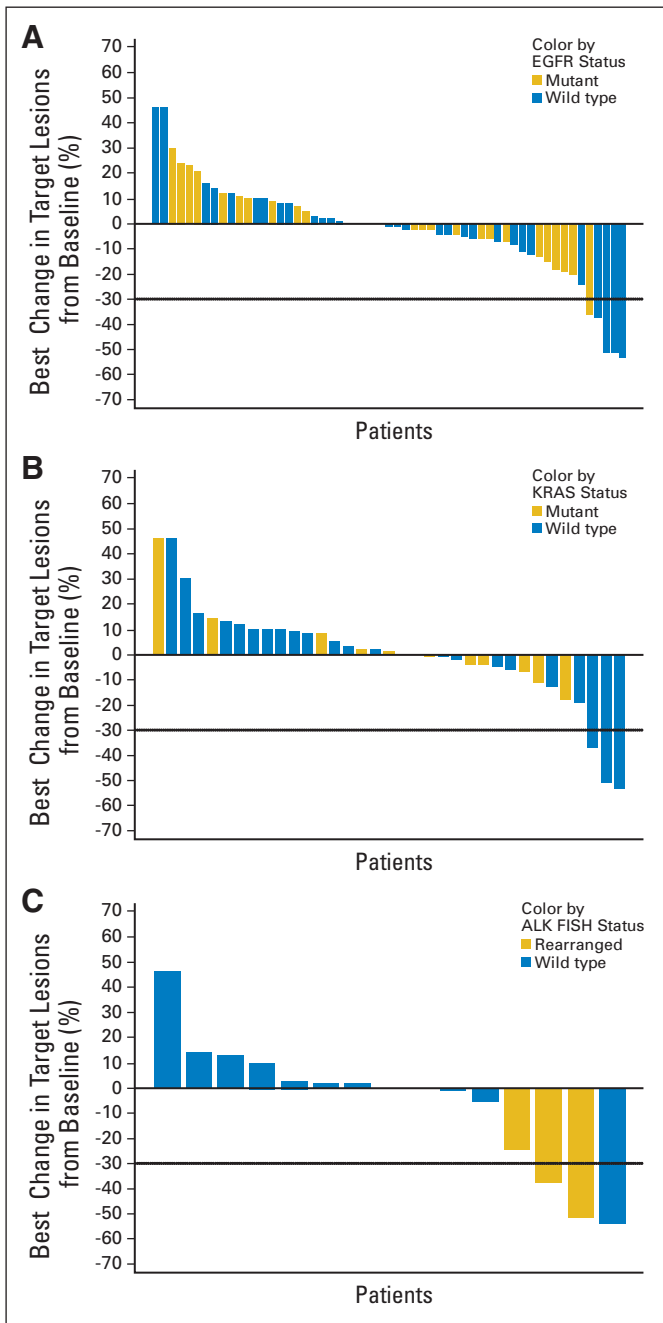 A
Best Change in Target Lesions
from Baseline (%)
70
60
50
40
30
20
10
0
-10
-20
-30
-40
-50
-60
-70
Color by
EGFR Status
Mutant
Wild type
Patients
B
Best Change in Target Lesions
from Baseline (%)
70
60
50
40
30
20
10
0
-10
-20
-30
-40
-50
-60
-70
Color by
KRAS Status
Mutant
Wild type
Patients
C
Best Change in Target Lesions
from Baseline (%)
70
60
50
40
30
20
10
0
-10
-20
-30
-40
-50
-60
-70
Color by
ALK FISH Status
Rearranged
Wild type
Patients